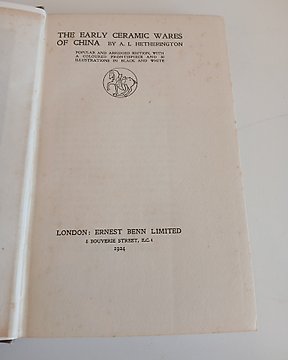 THE EARLY CERAMIC WARES
OF CHINA BY A. L. HETHERINGTON
POPULAR AND ABRIDGED EDITION, WITH
A COLOURED FRONTISPIECE AND
ILLUSTRATIONS IN BLACK AND WHITE
LONDON: ERNEST BENN LIMITED
8 BOUVERIE STREET, E.C.4
1924